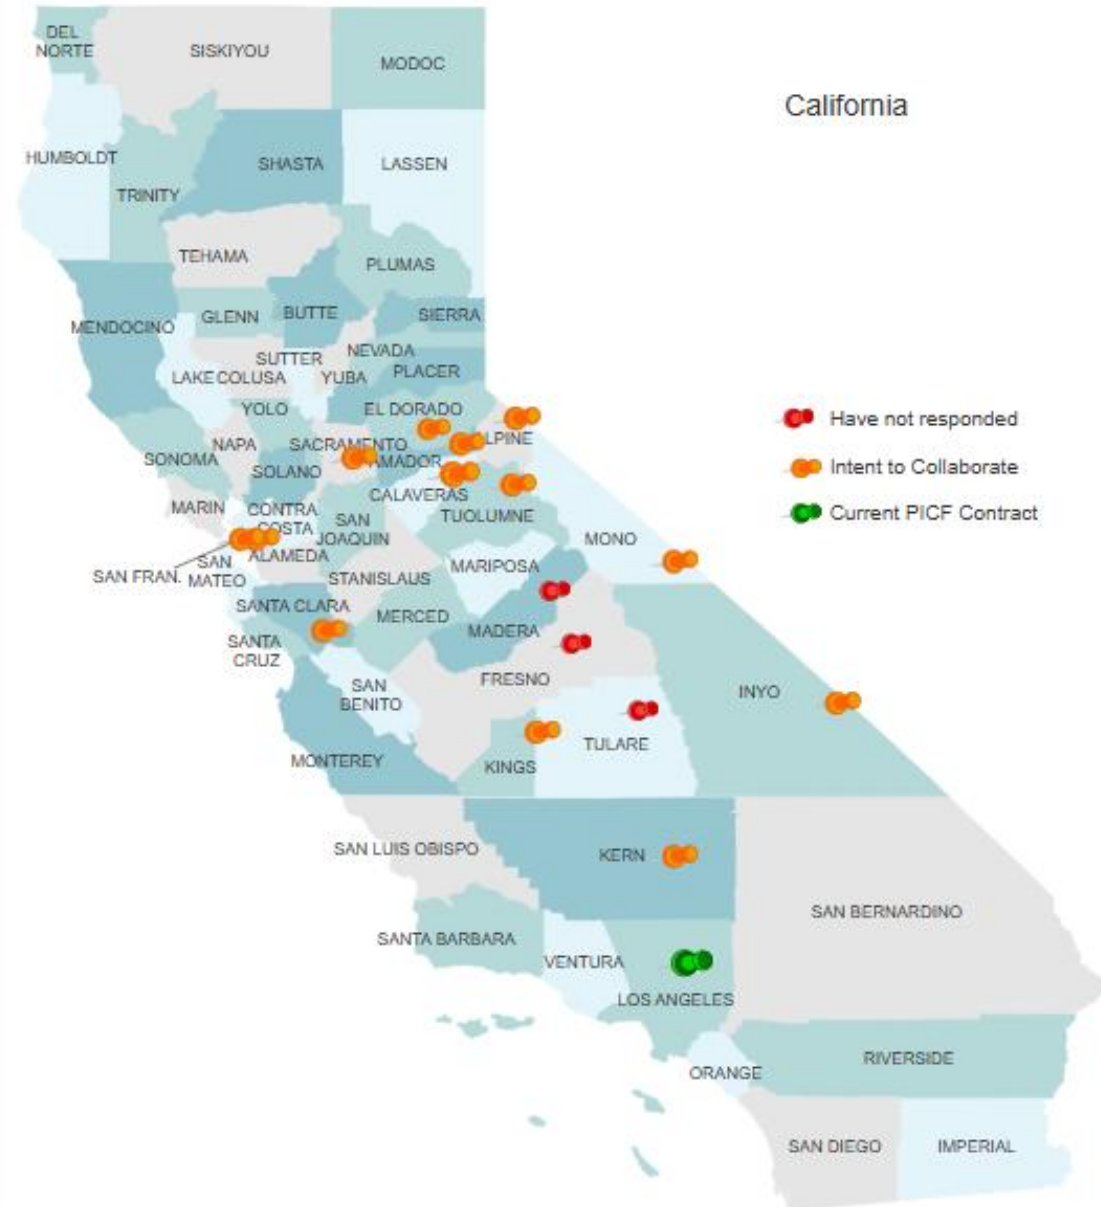 DEL
NORTE
SISKIYOU
MODOC
California
HUMBOLDT
TRINITY
SHASTA
LASSEN
TEHAMA
PLUMAS
MENDOCINO
GLENN
BUTTE
SIERRA
LAKE
COLUSA
SUTTER
YUBA
NEVADA
PLACER
YOLO
EL DORADO
SONOMA
NAPA
SOLANO
SACRAMENTO
AMADOR
LPINE
Have not responded
Intent to Collaborate
Current PICF Contract
MARIN
CONTRA
COSTA
SAN
JOAQUIN
CALAVERAS
TUOLUMNE
MONO
SAN FRAN.
SAN
MATEO
ALAMEDA
STANISLAUS
MARIPOSA
SANTA CLARA
MERCED
MADERA
SANTA
CRUZ
SAN
BENITO
FRESNO
INYO
MONTEREY
KINGS
TULARE
SAN LUIS OBISPO
KERN
SAN BERNARDINO
SANTA BARBARA
VENTURA
LOS ANGELES
ORANGE
RIVERSIDE
SAN DIEGO
IMPERIAL